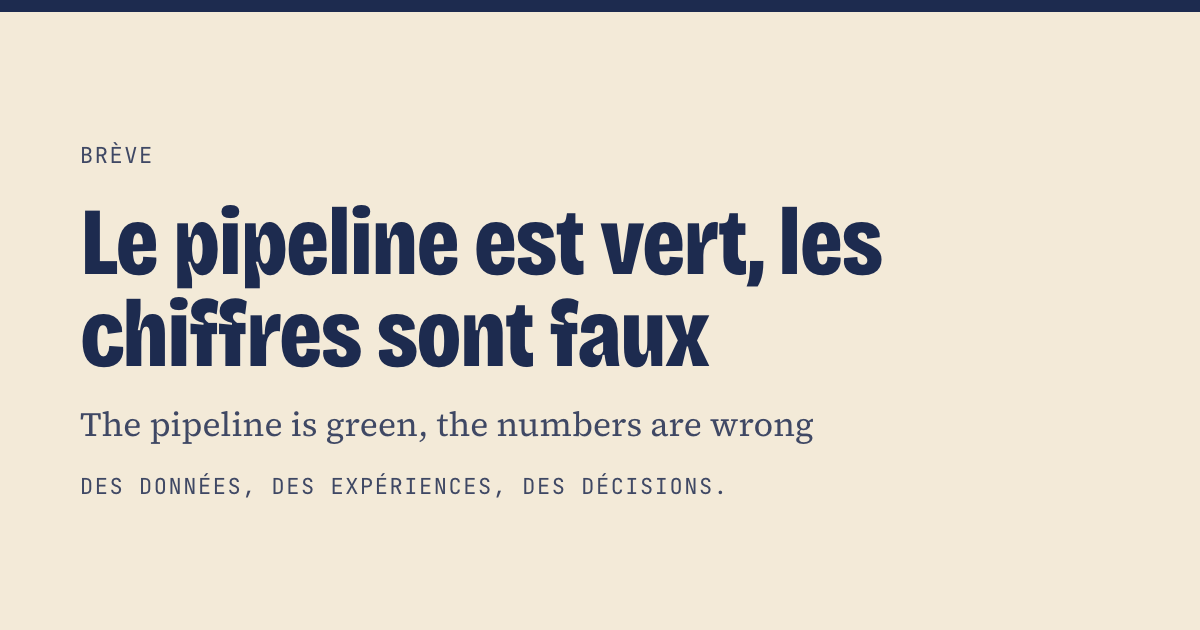 BRÈVE
Le pipeline est vert, les
chiffres sont faux
The pipeline is green, the numbers are wrong
DES DONNÉES, DES EXPÉRIENCES, DES DÉCISIONS.